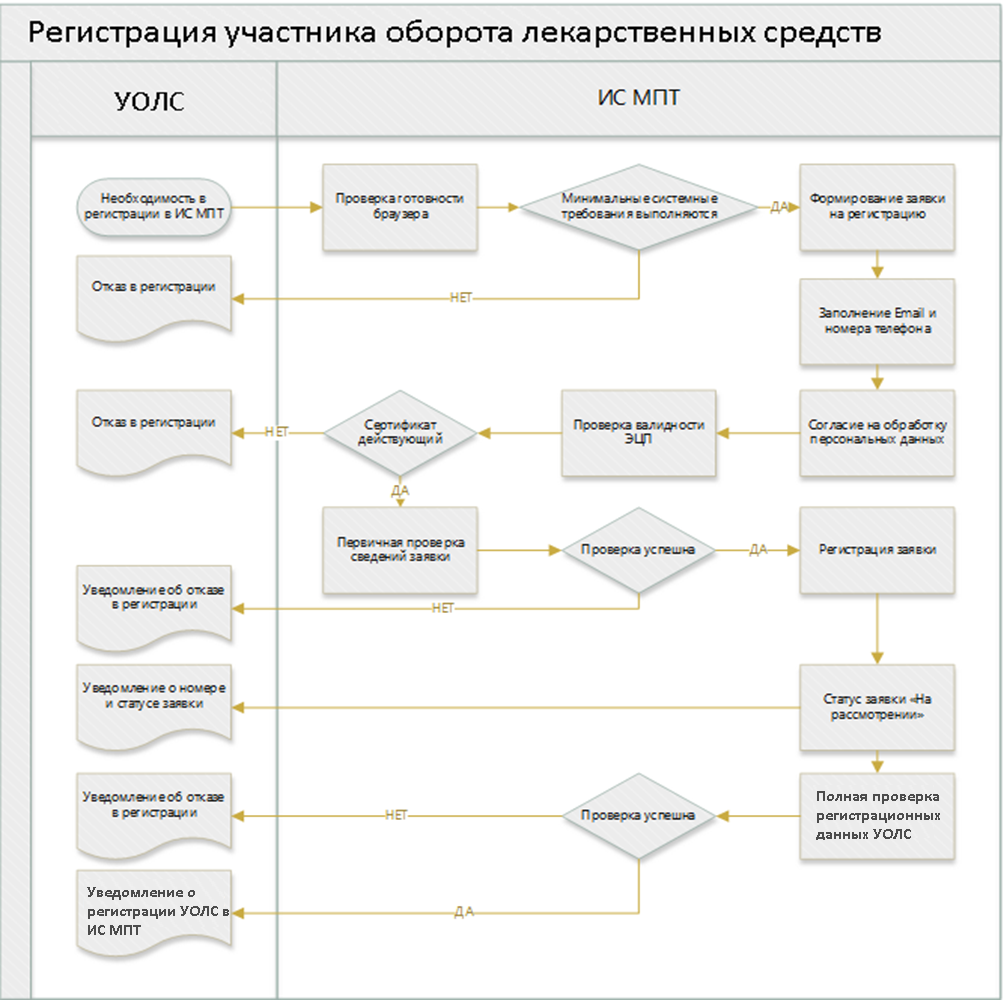 Регистрация участника оборота лекарственных средств
УОЛС
ИС МПТ
Необходимость в
регистрации в ИС МПТ
Проверка готовности
браузера
Минимальные системные
требования выполняются
ДА
Формирование заявки
на регистрацию
Отказ в регистрации
НЕТ
Заполнение Email и
номера телефона
Отказ в регистрации
НЕТ
Сертификат
действующий
Проверка валидности
ЭЦП
Согласие на обработку
персональных данных
ДА
Первичная проверка
сведений заявки
Проверка успешна
ДА
Регистрация заявки
Уведомление об отказе
в регистрации
НЕТ
Уведомление о номере
и статусе заявки
Статус заявки «На
рассмотрении»
Уведомление об отказе
в регистрации
НЕТ
Проверка успешна
Полная проверка
регистрационных
данных УОЛС
Уведомление о
регистрации УОЛС в
ИС МПТ
ДА